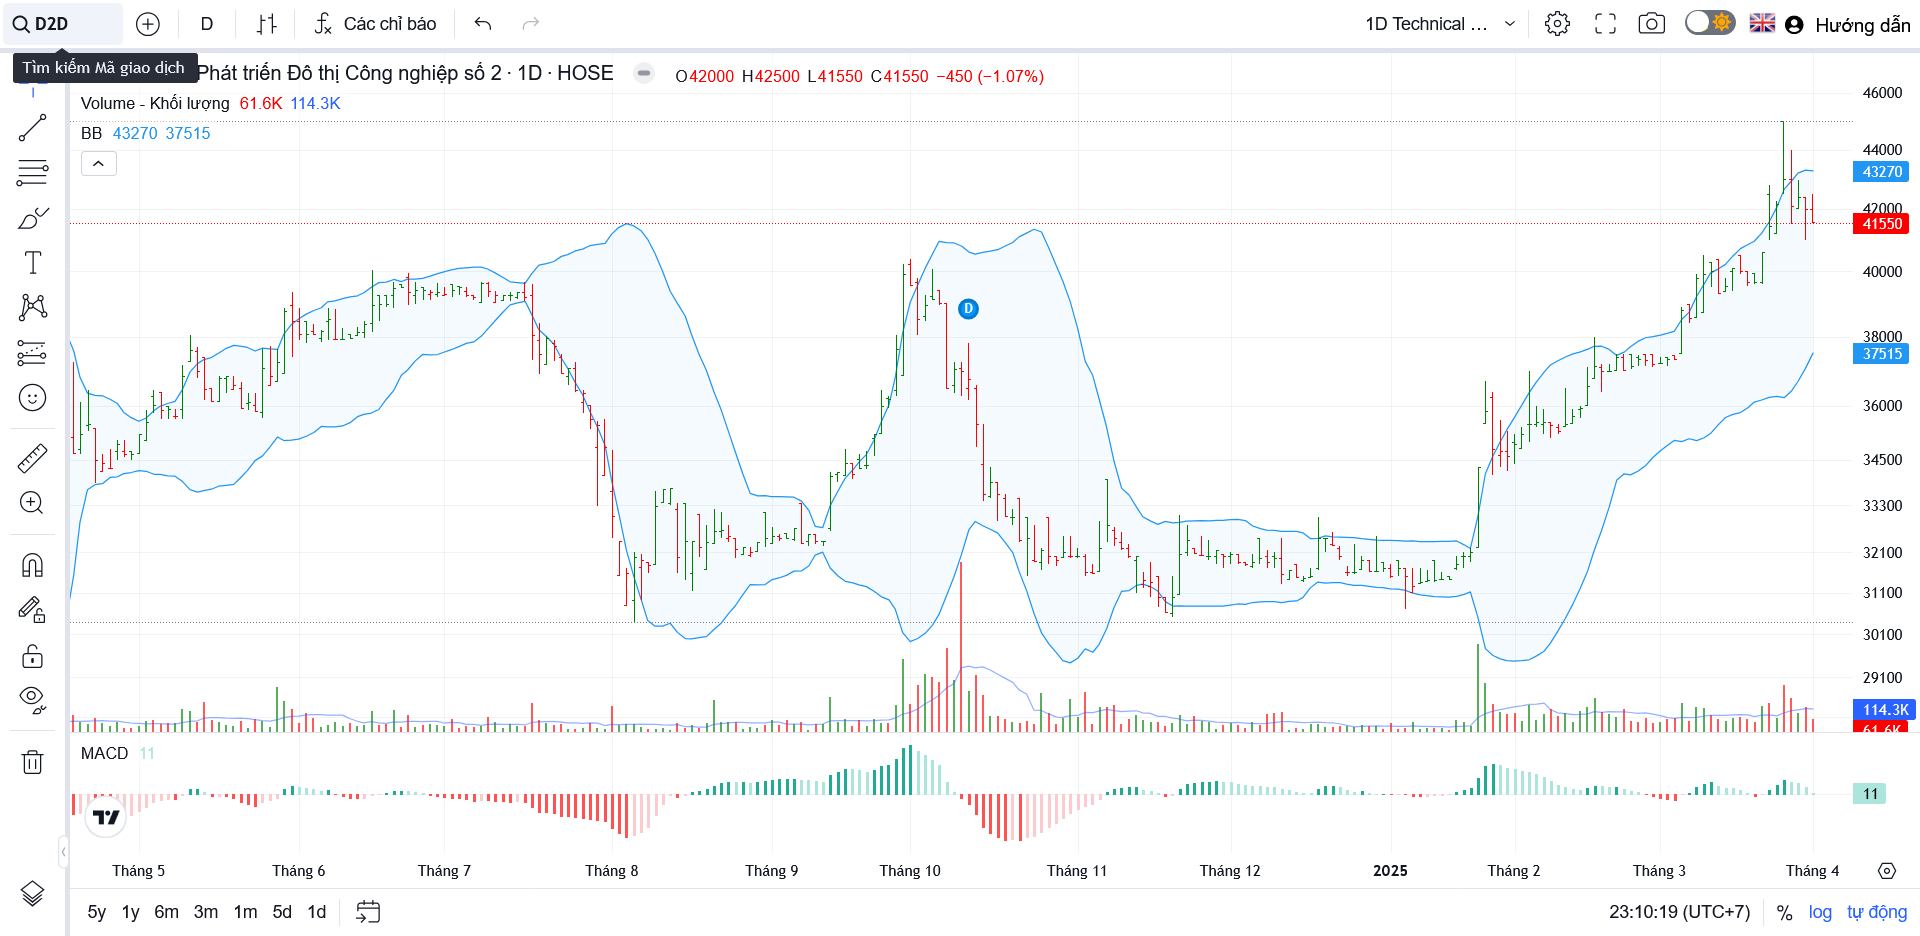 D2D
D
Các chỉ báo
1D Technical ...
Hướng dẫn
Tìm kiếm Mã giao dịch
Phát triển Đô thị Công nghiệp số 2 · 1D · HOSE
O42000 H42500 L41550 C41550 −450 (−1.07%)
Volume - Khối lượng 61.6K 114.3K
BB 43270 37515
46000
44000
43270
42000
41550
40000
38000
37515
36000
34500
33300
32100
31100
30100
29100
114.3K
61.6K
D
MACD 11
11
Tháng 5
Tháng 6
Tháng 7
Tháng 8
Tháng 9
Tháng 10
Tháng 11
Tháng 12
2025
Tháng 2
Tháng 3
Tháng 4
5y 1y 6m 3m 1m 5d 1d
23:10:19 (UTC+7)
% log tự động